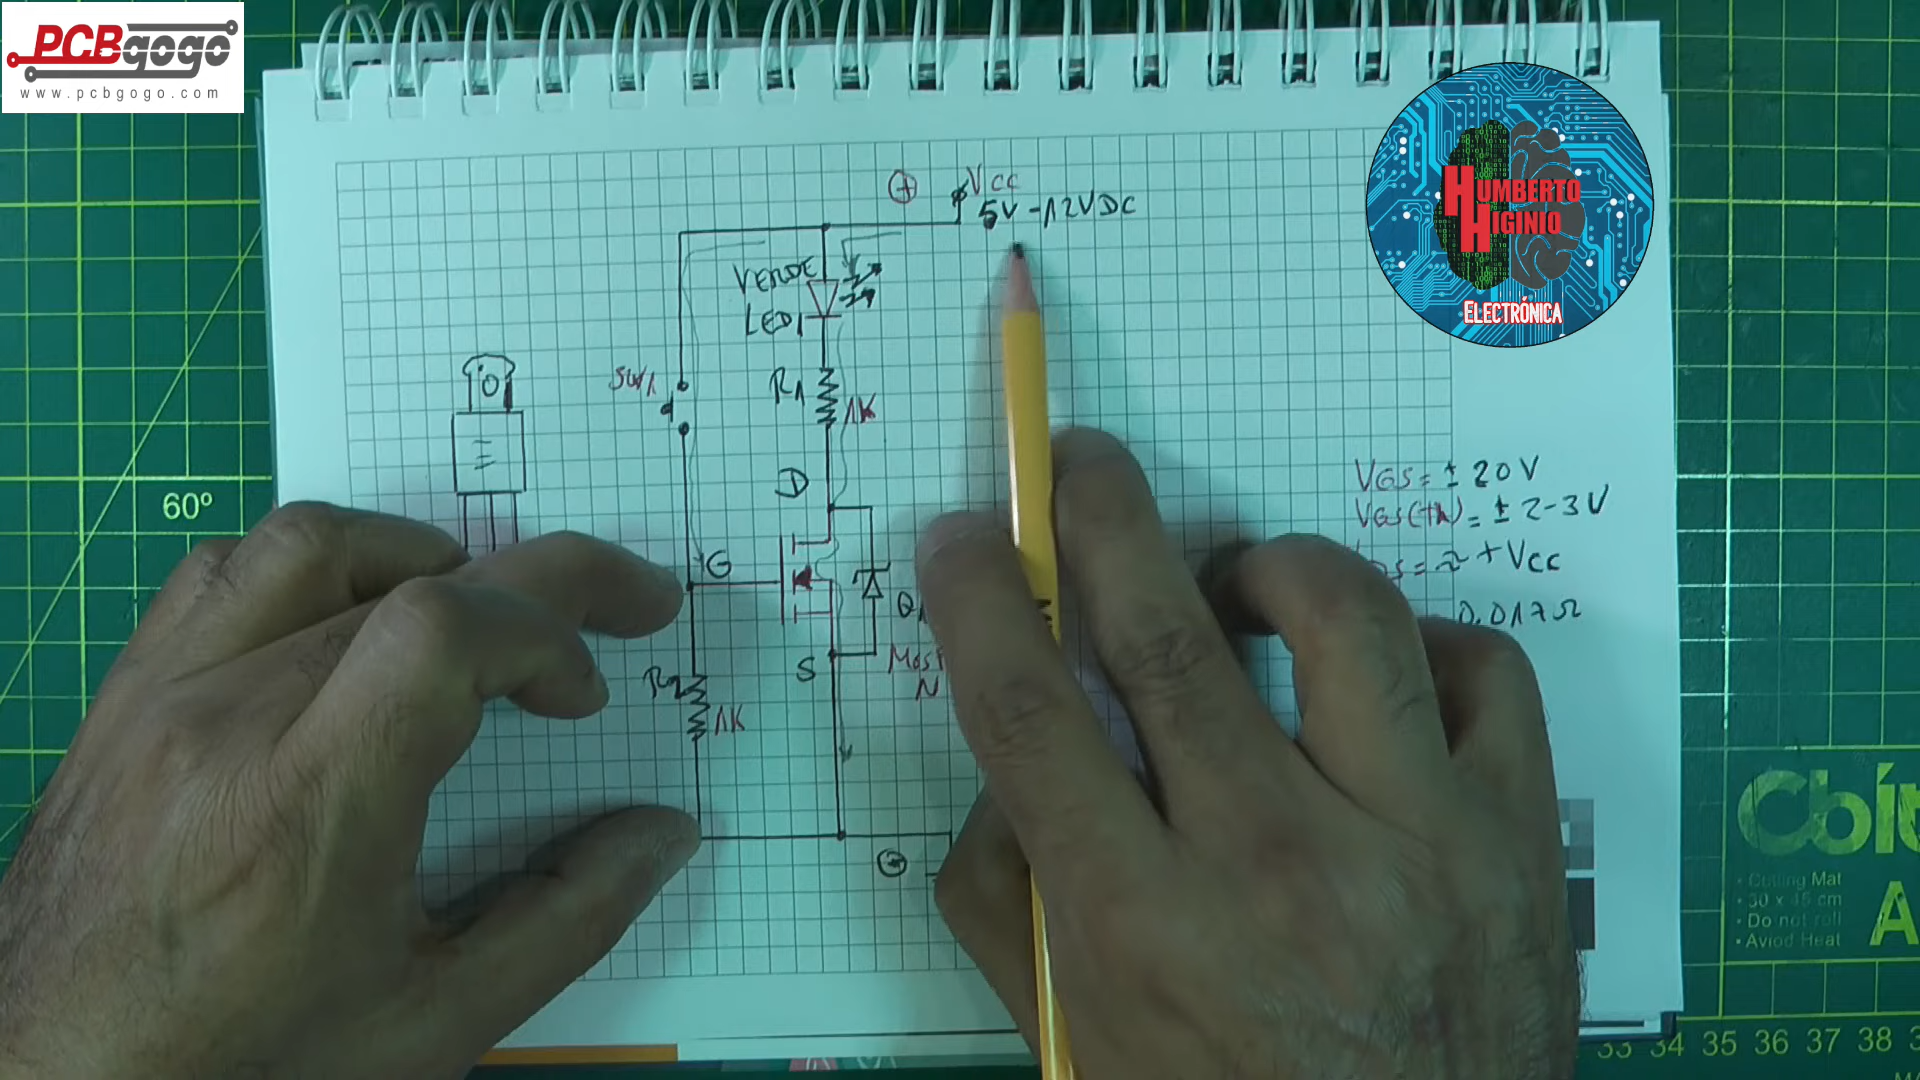 PCBgogo
www.pcbgogo.com
HUMBERTO
HIGINIO
ELECTRÓNICA
+ Vcc
5V-12VDC
VERDE
LED1
SW1
R1
1K
D
G
S
R2
1K
N
VGS=±20V
VGS(th)=±2-3V
≈+Vcc
0.017Ω
60º
Cutting Mat
30 x 45 cm
Do not roll
Aviod Heat
A
33 34 35 36 37 38